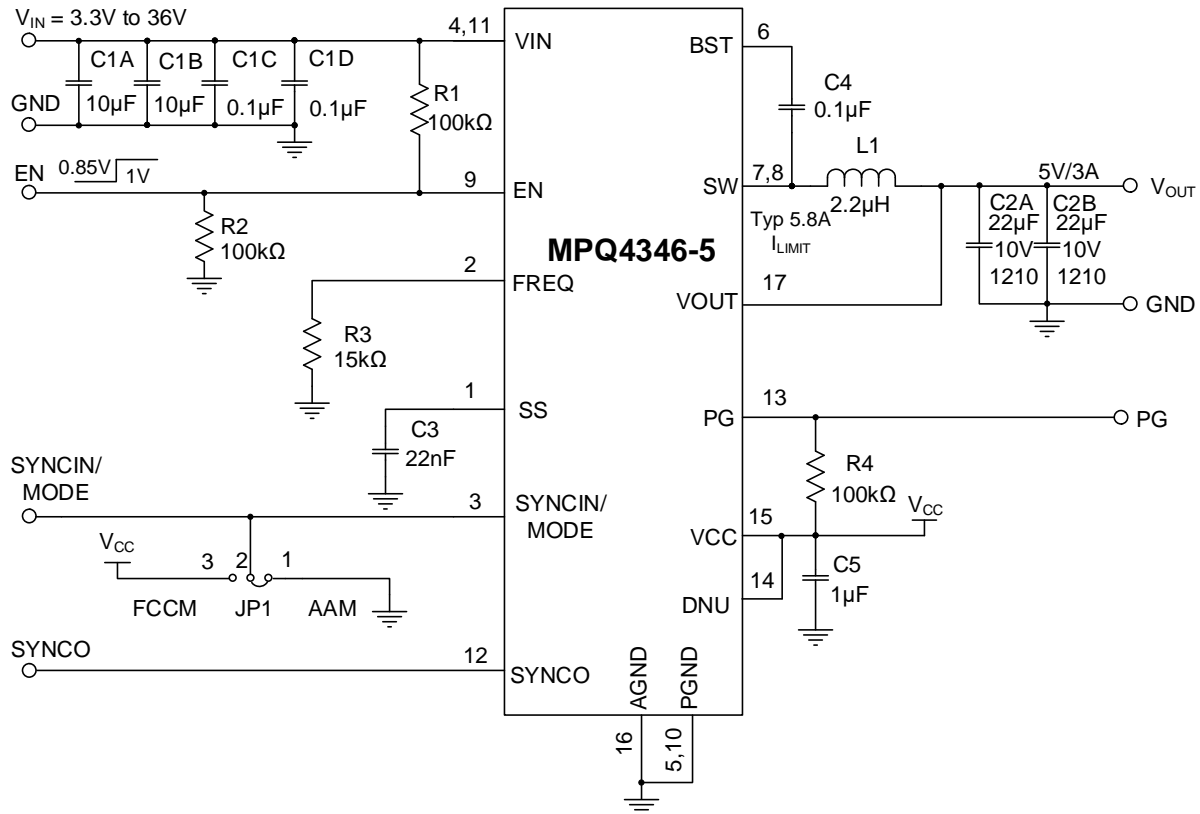 V_IN = 3.3V to 36V
4,11
VIN
C1A
C1B
C1C
C1D
10µF
10µF
0.1µF
0.1µF
GND
R1
100kΩ
EN
0.85V
1V
9
EN
R2
100kΩ
2
FREQ
R3
15kΩ
1
SS
C3
22nF
SYNCIN/
MODE
3
SYNCIN/
MODE
V_CC
3
2
1
FCCM
JP1
AAM
SYNCO
12
SYNCO
MPQ4346-5
BST
6
C4
0.1µF
L1
SW
7,8
2.2µH
5V/3A
V_OUT
Typ 5.8A
I_LIMIT
C2A
22µF
10V
1210
C2B
22µF
10V
1210
VOUT
17
GND
PG
13
PG
R4
100kΩ
VCC
15
V_CC
C5
1µF
DNU
14
AGND
PGND
16
5,10